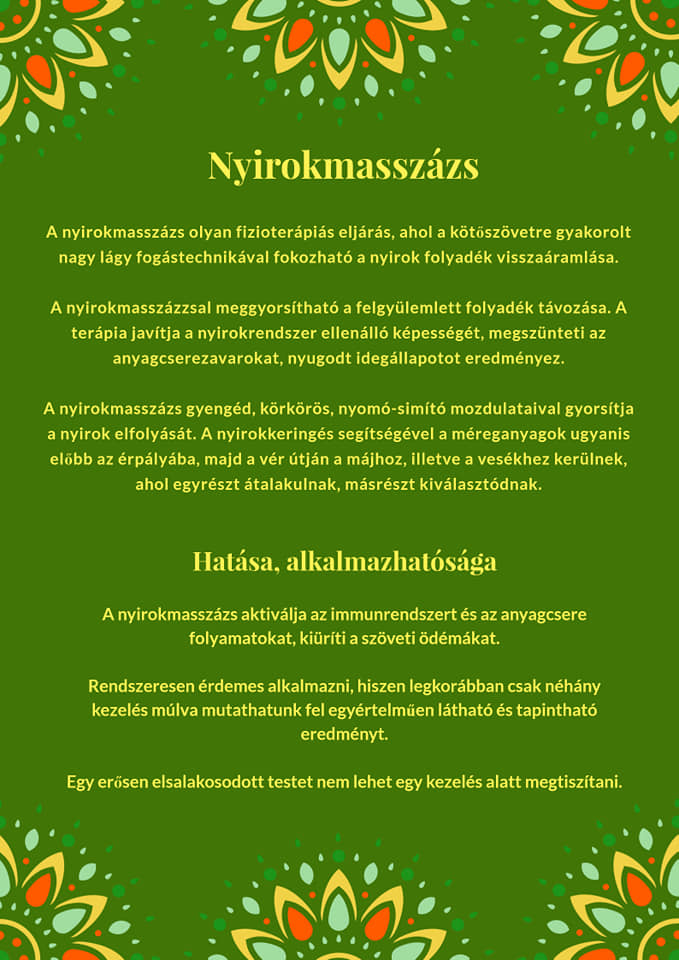 Nyirokmasszázs
A nyirokmasszázs olyan fizioterápiás eljárás, ahol a kötőszövetre gyakorolt
nagy lágy fogástechnikával fokozható a nyirok folyadék visszaáramlása.
A nyirokmasszázzsal meggyorsítható a felgyülemlett folyadék távozása. A
terápia javítja a nyirokrendszer ellenálló képességét, megszünteti az
anyagcserezavarokat, nyugodt idegállapotot eredményez.
A nyirokmasszázs gyengéd, körkörös, nyomó-simító mozdulataival gyorsítja
a nyirok elfolyását. A nyirokkeringés segítségével a méreganyagok ugyanis
előbb az érpályába, majd a vér útján a májhoz, illetve a vesékhez kerülnek,
ahol egyrészt átalakulnak, másrészt kiválasztódnak.
Hatása, alkalmazhatósága
A nyirokmasszázs aktiválja az immunrendszert és az anyagcsere
folyamatokat, kiüríti a szöveti ödémákat.
Rendszeresen érdemes alkalmazni, hiszen legkorábban csak néhány
kezelés múlva mutathatunk fel egyértelműen látható és tapintható
eredményt.
Egy erősen elsalakosodott testet nem lehet egy kezelés alatt megtiszítani.